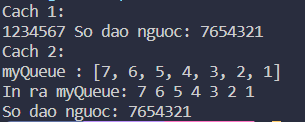 Cach 1:
1234567 So dao nguoc: 7654321
Cach 2:
myQueue : [7, 6, 5, 4, 3, 2, 1]
In ra myQueue: 7 6 5 4 3 2 1
So dao nguoc: 7654321